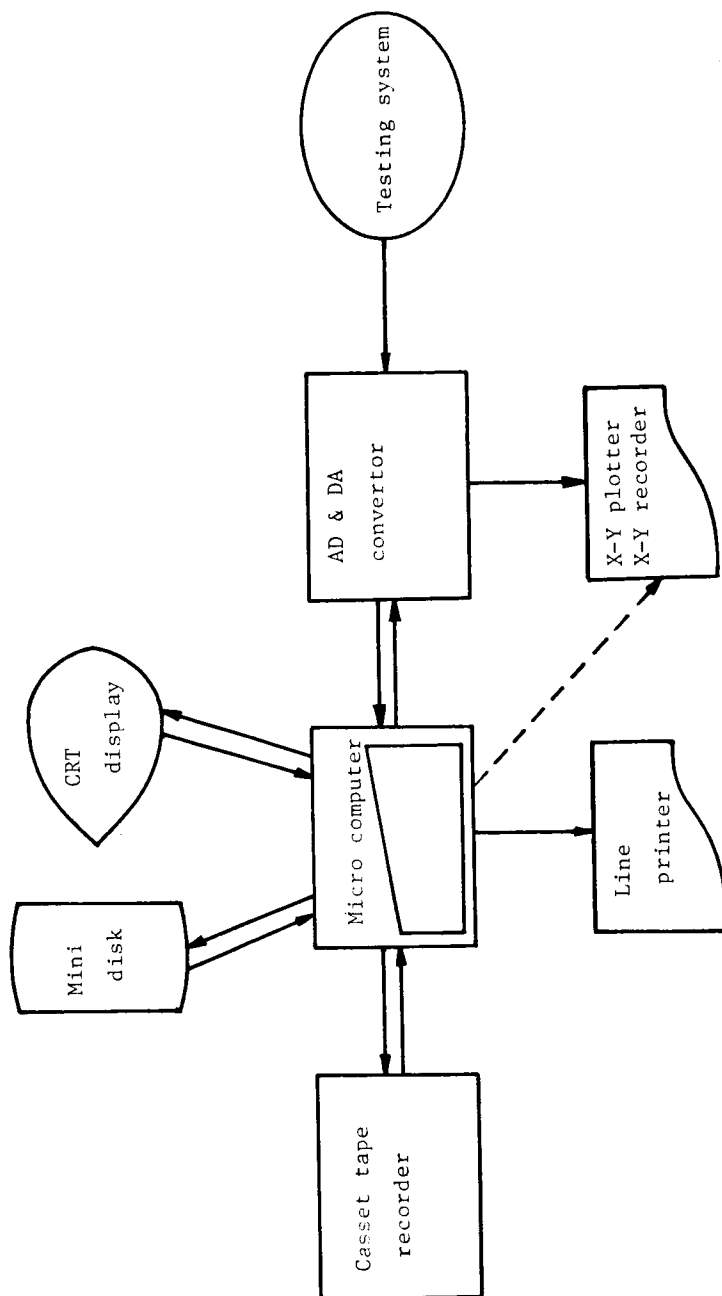 Mini
disk
CRT
display
Casset tape
recorder
Micro computer
AD & DA
convertor
Testing system
Line
printer
X-Y plotter
X-Y recorder